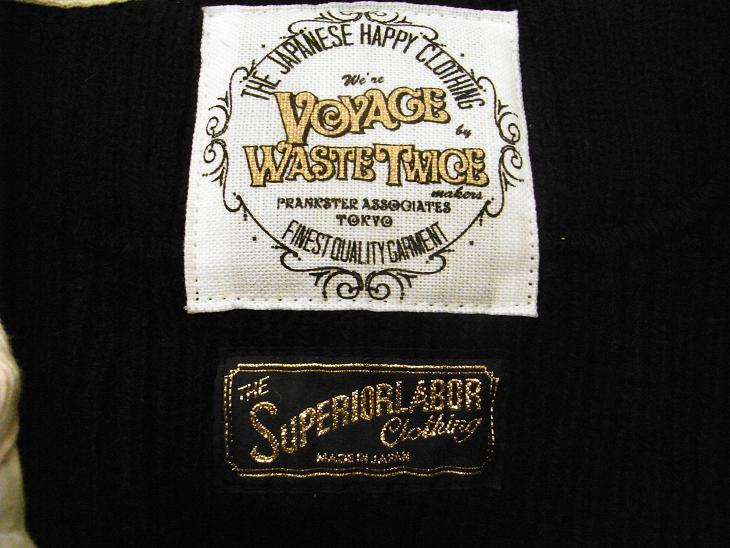 THE JAPANESE HAPPY CLOTHING
We're
VOYAGE
by
WASTE TWICE
makers
PRANKSTER ASSOCIATES
TOKYO
FINEST QUALITY GARMENT
THE
SUPERIORLABOR
Clothing
MADE IN JAPAN